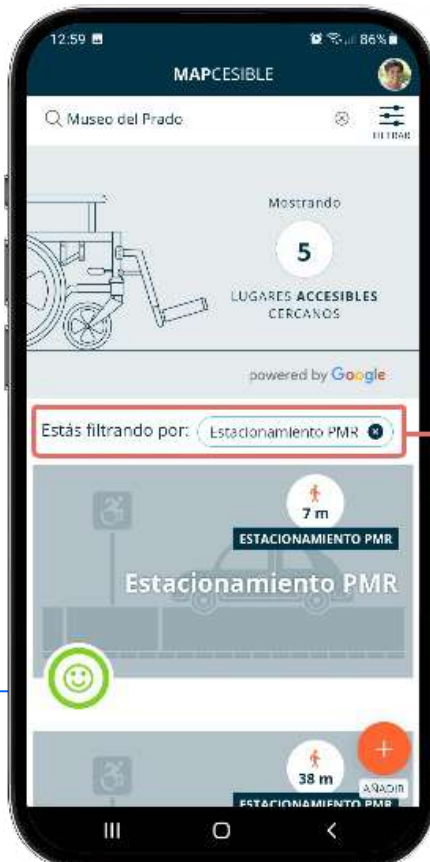 12:59 86%
MAPCESIBLE
Museo del Prado
FILTRAR
Mostrando
5
LUGARES ACCESIBLES
CERCANOS
powered by Google
Estás filtrando por: Estacionamiento PMR
7 m
ESTACIONAMIENTO PMR
Estacionamiento PMR
+
38 m
AÑADIR
ESTACIONAMIENTO PMR